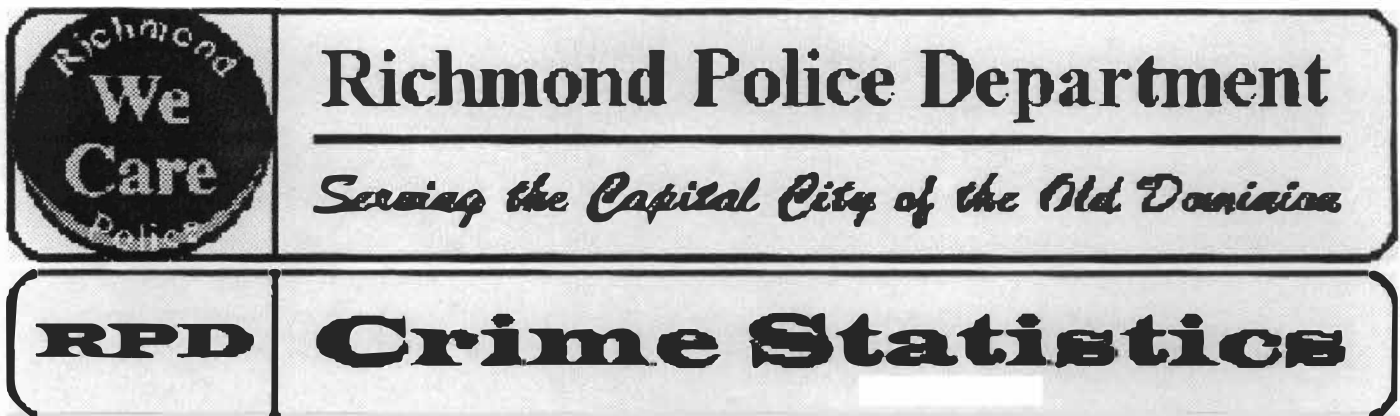 Richmond
We
Care
Police
Richmond Police Department
Serving the Capital City of the Old Dominion
RPD
Crime Statistics